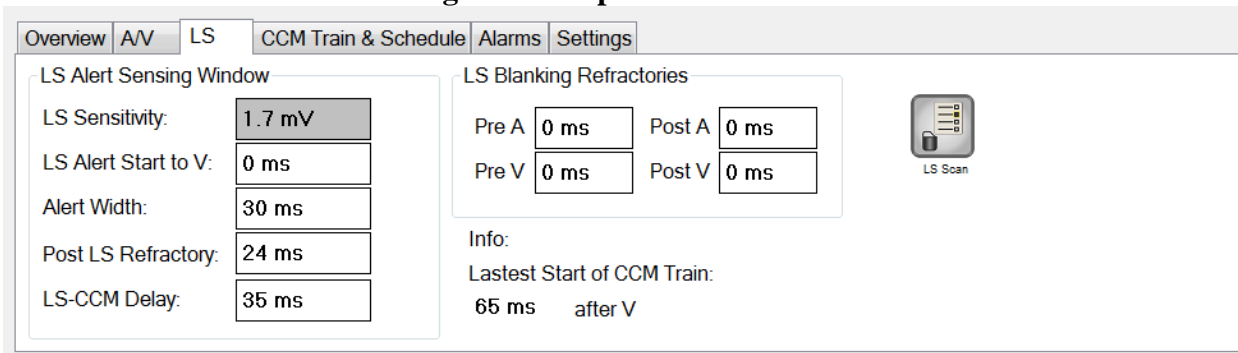 Overview A/V LS CCM Train & Schedule Alarms Settings
LS Alert Sensing Window
LS Sensitivity: 1.7 mV
LS Alert Start to V: 0 ms
Alert Width: 30 ms
Post LS Refractory: 24 ms
LS-CCM Delay: 35 ms
LS Blanking Refractories
Pre A 0 ms Post A 0 ms
Pre V 0 ms Post V 0 ms
Info:
Lastest Start of CCM Train:
65 ms after V
LS Scan